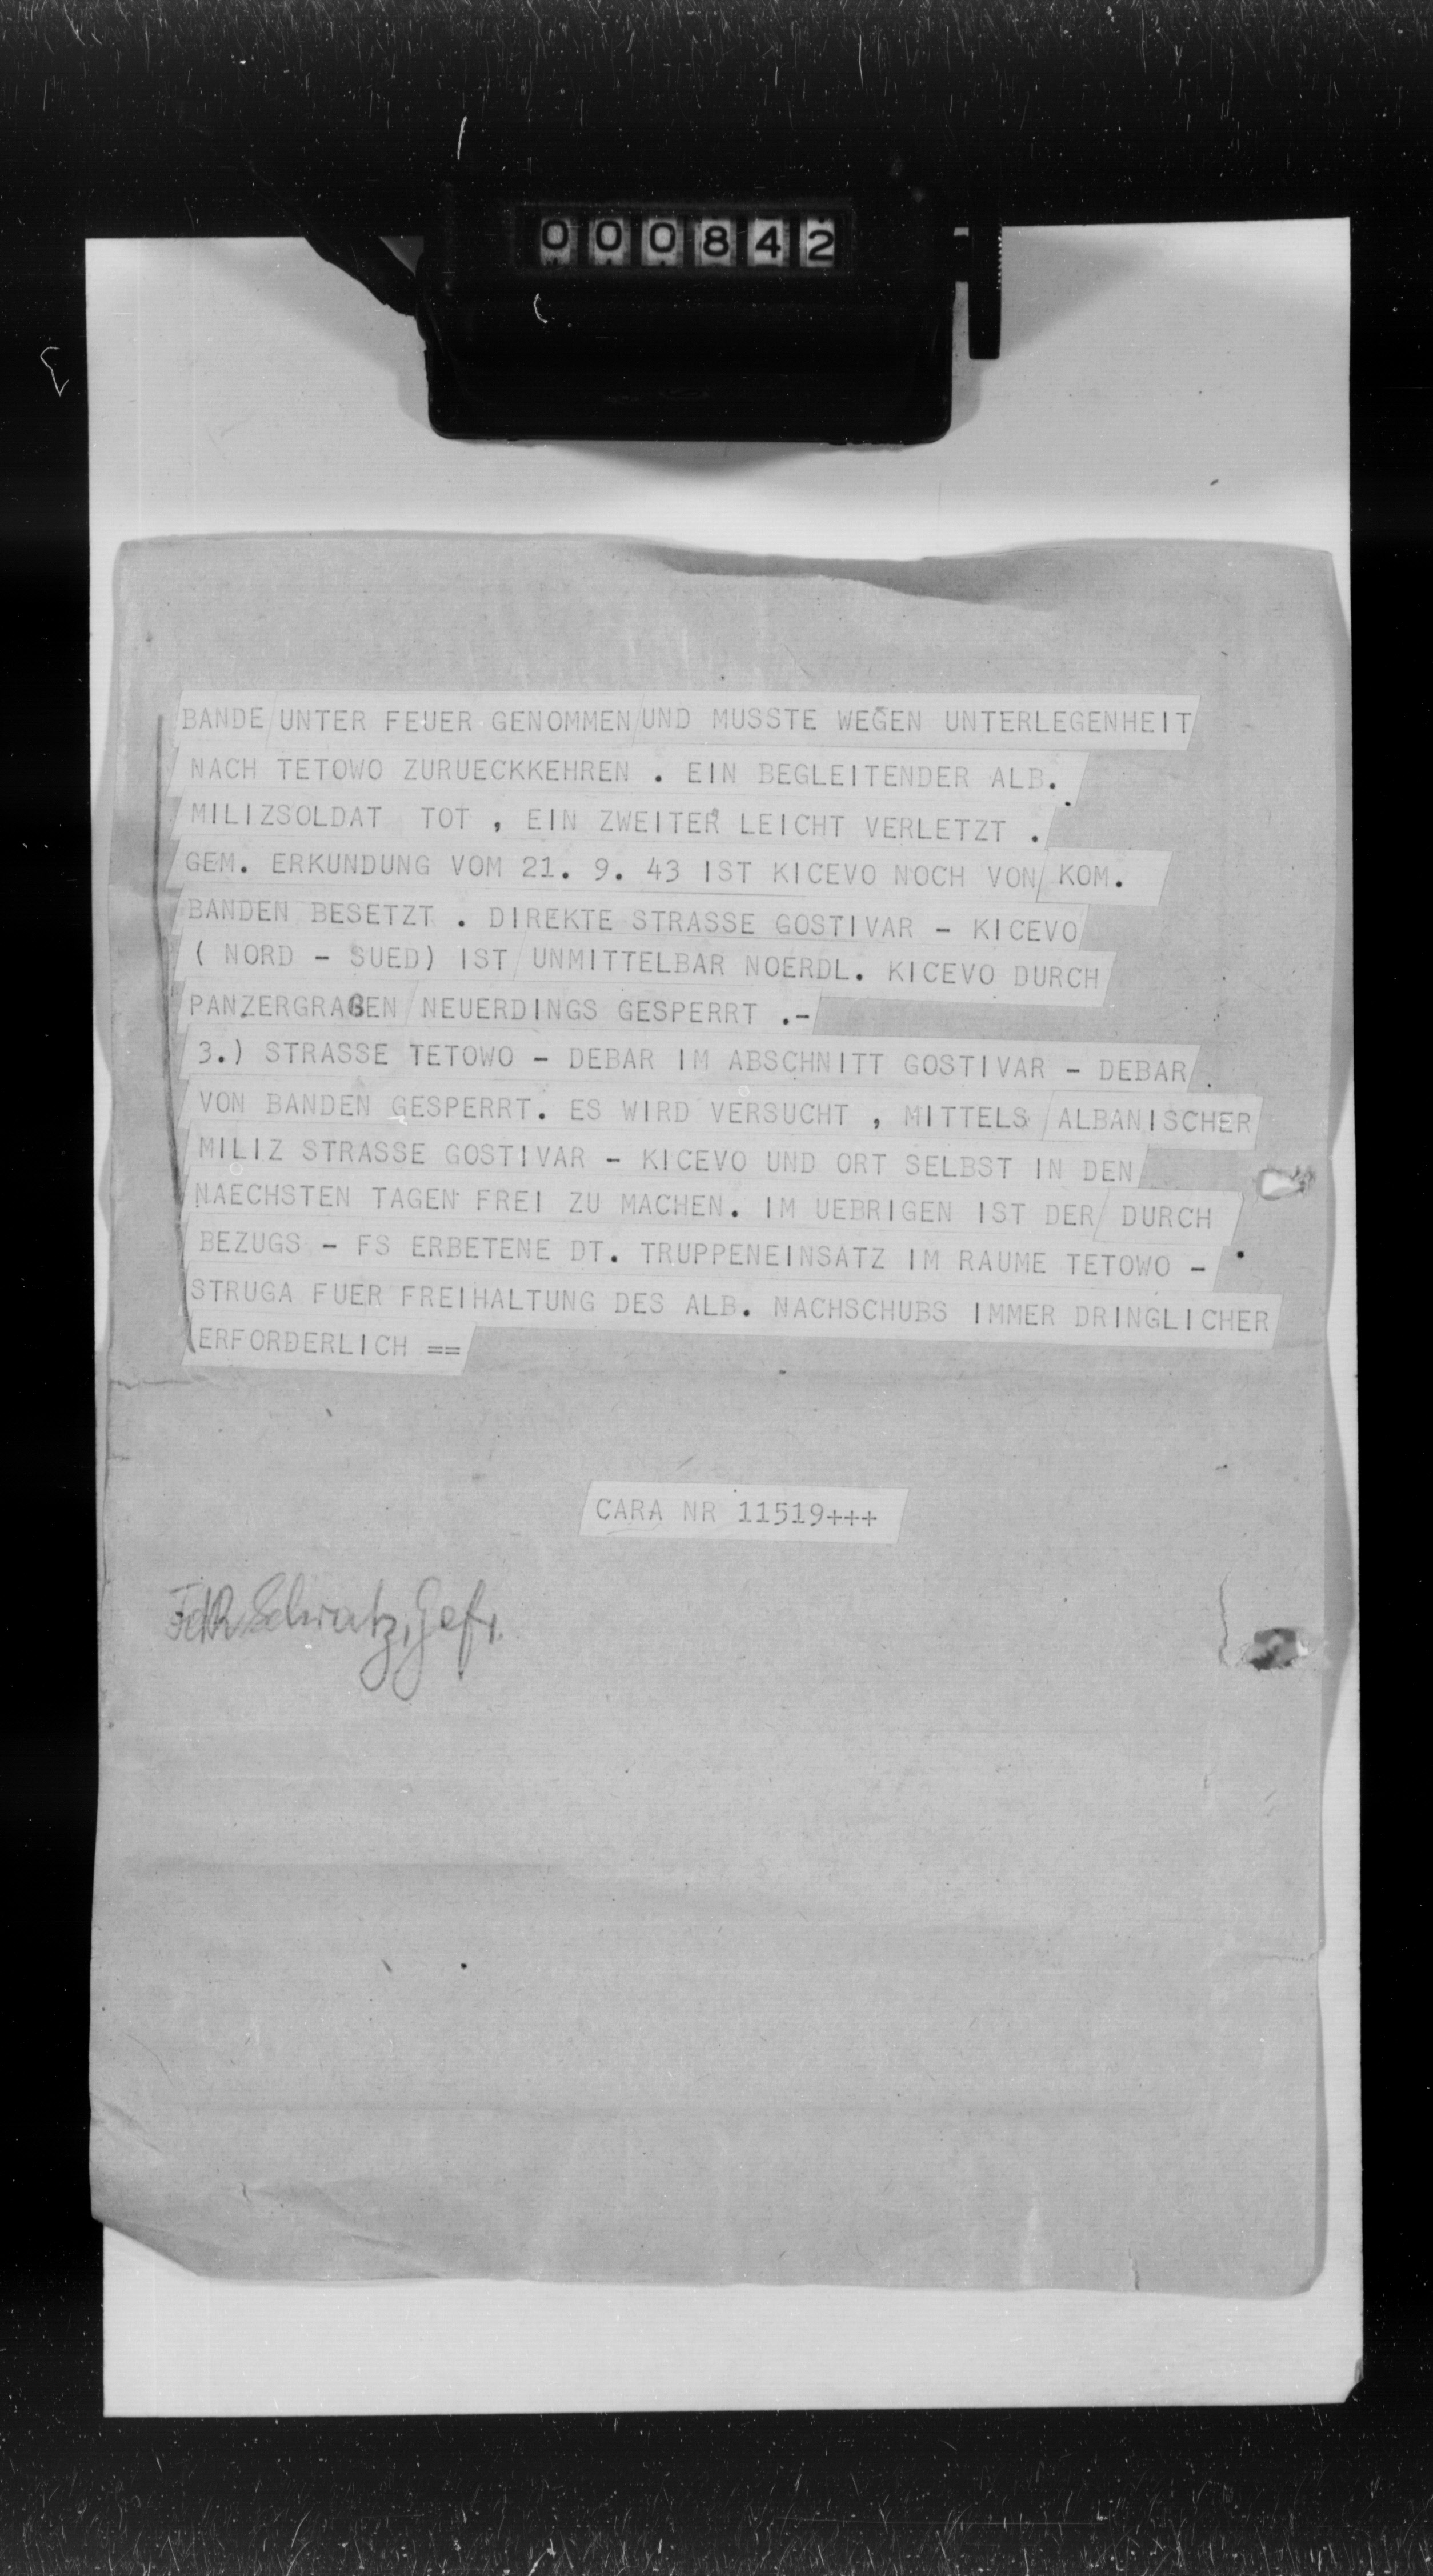 000842
BANDE UNTER FEUER GENOMMEN UND MUSSTE WEGEN UNTERLEGENHEIT
NACH TETOWO ZURUECKKEHREN . EIN BEGLEITENDER ALB.
MILIZSOLDAT TOT , EIN ZWEITER LEICHT VERLETZT .
GEM. ERKUNDUNG VOM 21. 9. 43 IST KICEVO NOCH VON KOM.
BANDEN BESETZT . DIREKTE STRASSE GOSTIVAR - KICEVO
( NORD - SUED) IST UNMITTELBAR NOERDL. KICEVO DURCH
PANZERGRABEN NEUERDINGS GESPERRT .-
3.) STRASSE TETOWO - DEBAR IM ABSCHNITT GOSTIVAR - DEBAR
VON BANDEN GESPERRT. ES WIRD VERSUCHT , MITTELS ALBANISCHER
MILIZ STRASSE GOSTIVAR - KICEVO UND ORT SELBST IN DEN
NAECHSTEN TAGEN FREI ZU MACHEN. IM UEBRIGEN IST DER DURCH
BEZUGS - FS ERBETENE DT. TRUPPENEINSATZ IM RAUME TETOWO -
STRUGA FUER FREIHALTUNG DES ALB. NACHSCHUBS IMMER DRINGLICHER
ERFORDERLICH ==
CARA NR 11519+++
FdR Schratz, Gefr.